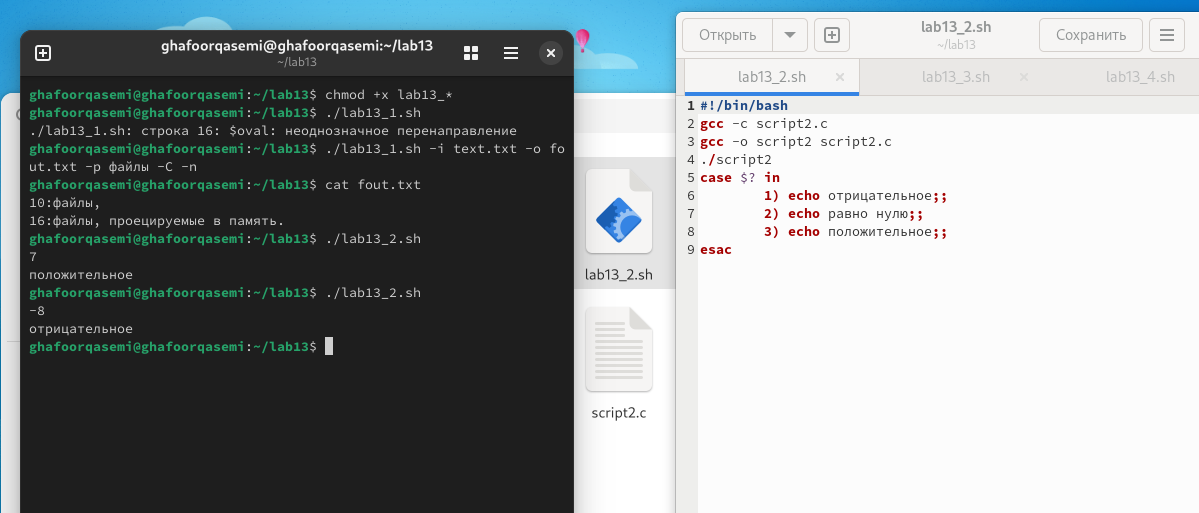 ghafoorqasemi@ghafoorqasemi:~/lab13
~/lab13
ghafoorqasemi@ghafoorqasemi:~/lab13$ chmod +x lab13_*
ghafoorqasemi@ghafoorqasemi:~/lab13$ ./lab13_1.sh
./lab13_1.sh: строка 16: $oval: неоднозначное перенаправление
ghafoorqasemi@ghafoorqasemi:~/lab13$ ./lab13_1.sh -i text.txt -o fo
ut.txt -p файлы -C -n
ghafoorqasemi@ghafoorqasemi:~/lab13$ cat fout.txt
10:файлы,
16:файлы, проецируемые в память.
ghafoorqasemi@ghafoorqasemi:~/lab13$ ./lab13_2.sh
7
положительное
ghafoorqasemi@ghafoorqasemi:~/lab13$ ./lab13_2.sh
-8
отрицательное
ghafoorqasemi@ghafoorqasemi:~/lab13$
lab13_2.sh
script2.c
Открыть
lab13_2.sh
~/lab13
Сохранить
lab13_2.sh
lab13_3.sh
lab13_4.sh
1 #!/bin/bash
2 gcc -c script2.c
3 gcc -o script2 script2.c
4 ./script2
5 case $? in
6 1) echo отрицательное;;
7 2) echo равно нулю;;
8 3) echo положительное;;
9 esac